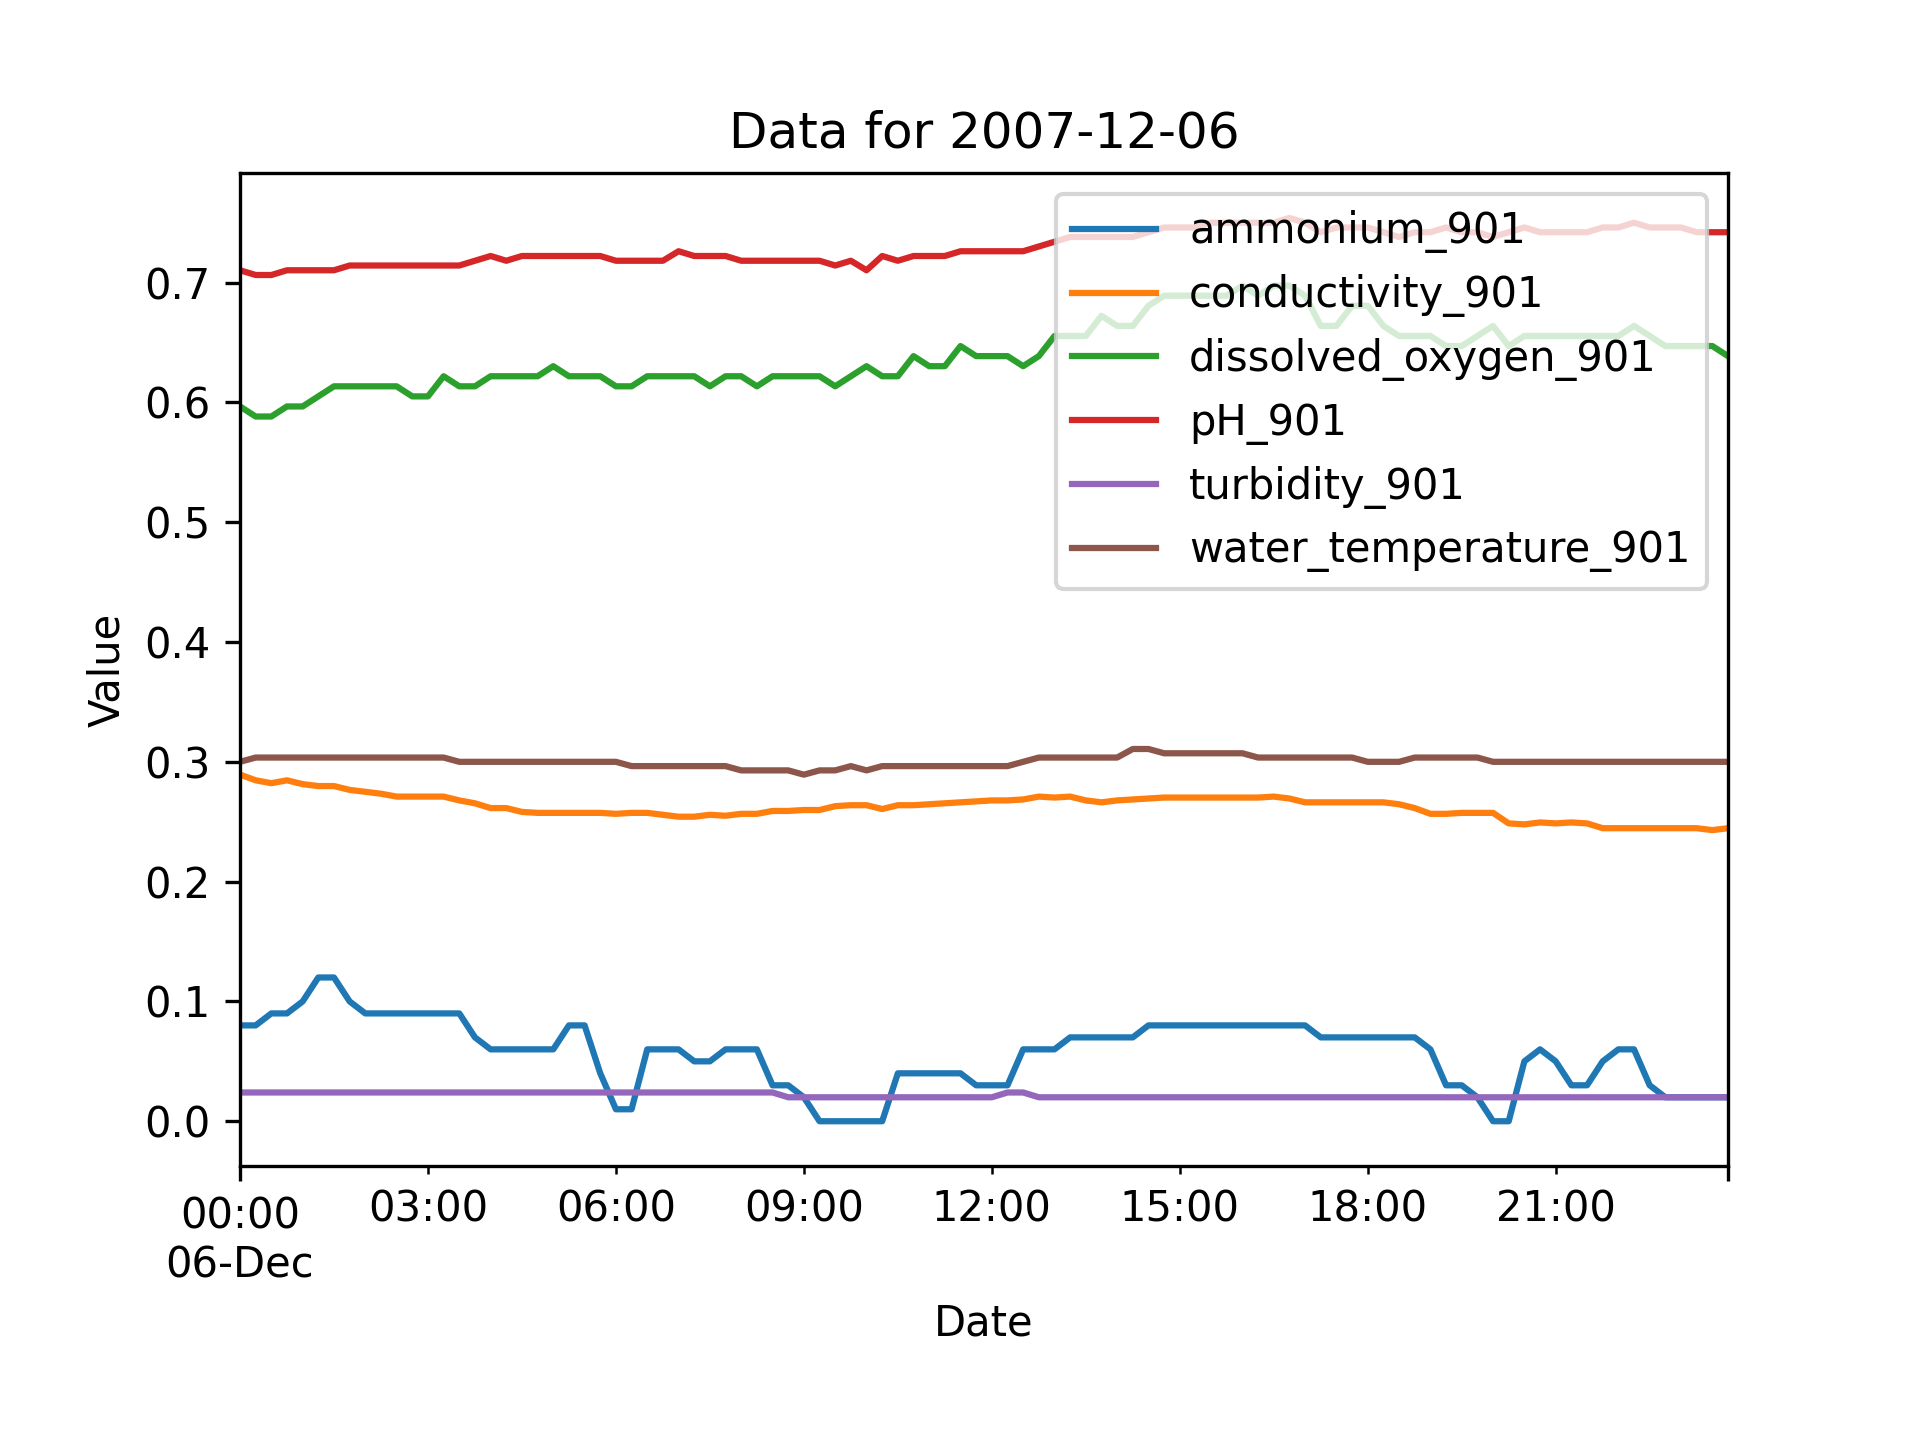 Data for 2007-12-06
ammonium_901
conductivity_901
dissolved_oxygen_901
pH_901
turbidity_901
water_temperature_901
Value
0.7
0.6
0.5
0.4
0.3
0.2
0.1
0.0
00:00 03:00 06:00 09:00 12:00 15:00 18:00 21:00
06-Dec
Date